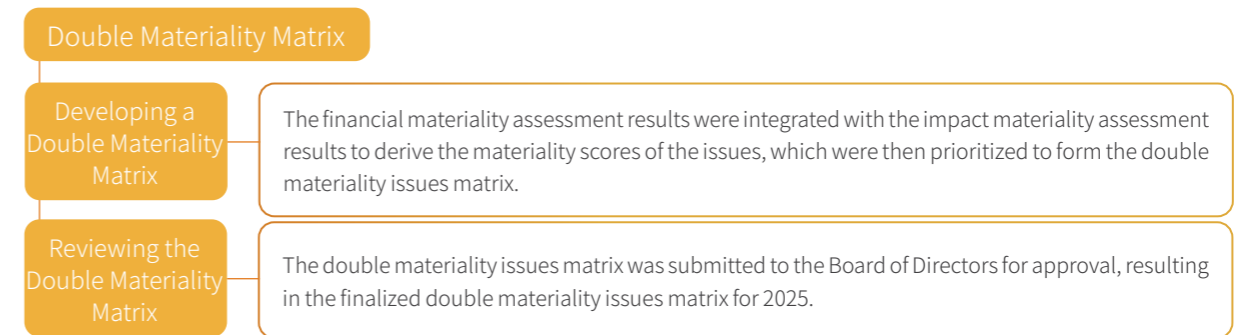 Double Materiality Matrix
Developing a
Double Materiality
Matrix
The financial materiality assessment results were integrated with the impact materiality assessment
results to derive the materiality scores of the issues, which were then prioritized to form the double
materiality issues matrix.
Reviewing the
Double Materiality
Matrix
The double materiality issues matrix was submitted to the Board of Directors for approval, resulting
in the finalized double materiality issues matrix for 2025.